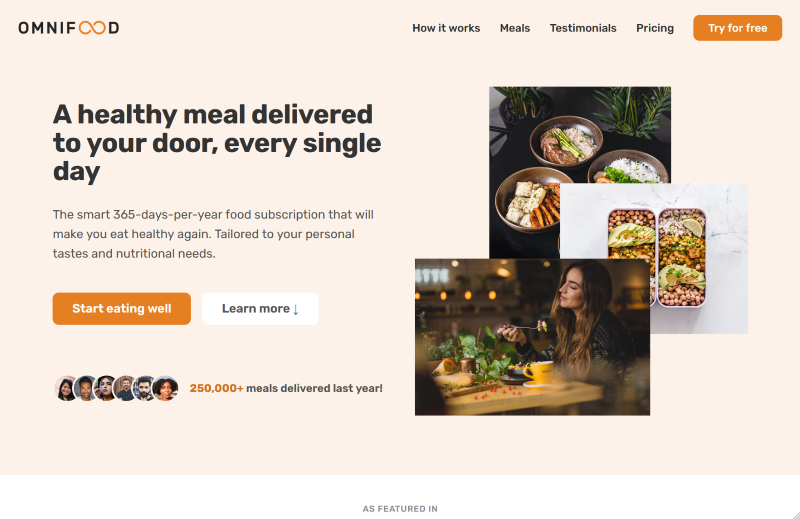 OMNIFOOD
How it works Meals Testimonials Pricing Try for free
A healthy meal delivered
to your door, every single
day
The smart 365-days-per-year food subscription that will
make you eat healthy again. Tailored to your personal
tastes and nutritional needs.
Start eating well Learn more ↓
250,000+ meals delivered last year!
AS FEATURED IN